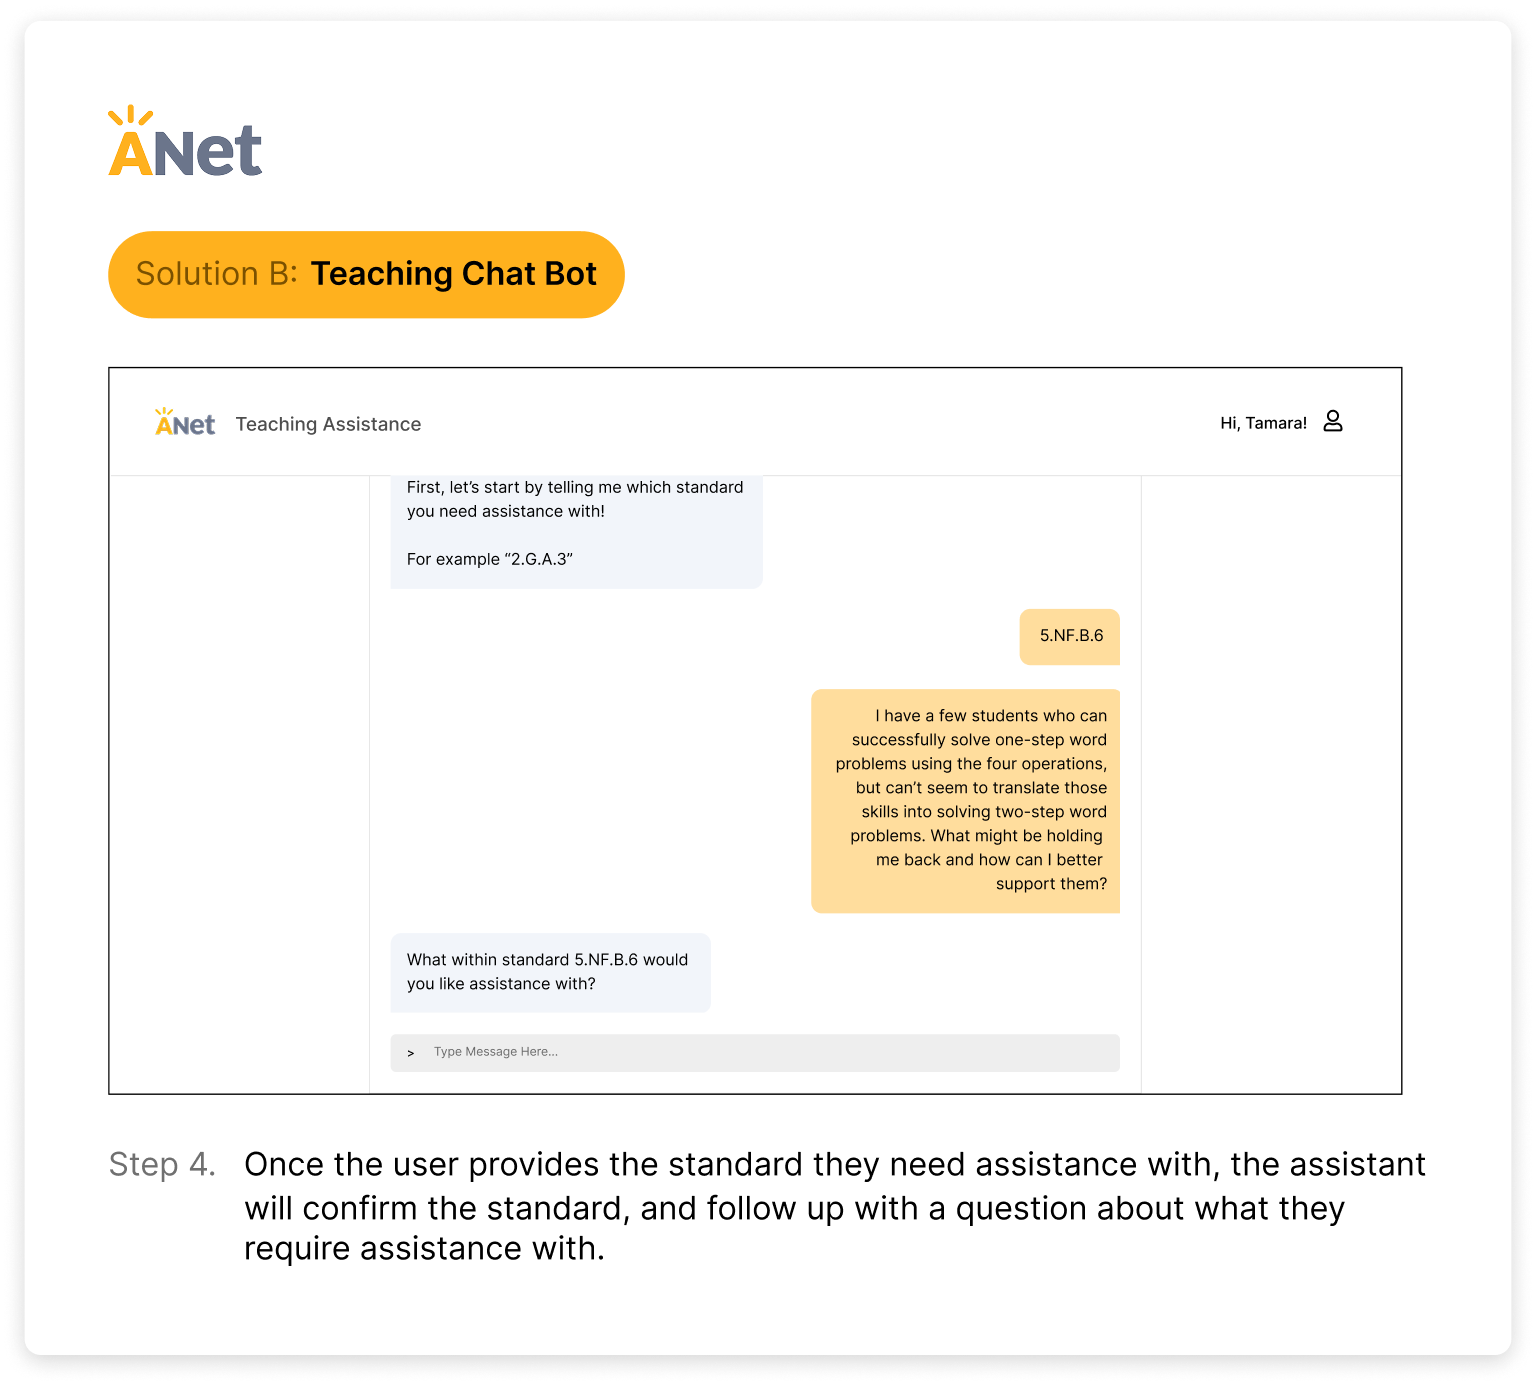 ANet
Solution B: Teaching Chat Bot
ANet Teaching Assistance
Hi, Tamara!
First, let’s start by telling me which standard
you need assistance with!
For example “2.G.A.3”
5.NF.B.6
I have a few students who can
successfully solve one-step word
problems using the four operations,
but can’t seem to translate those
skills into solving two-step word
problems. What might be holding
me back and how can I better
support them?
What within standard 5.NF.B.6 would
you like assistance with?
> Type Message Here...
Step 4. Once the user provides the standard they need assistance with, the assistant
will confirm the standard, and follow up with a question about what they
require assistance with.